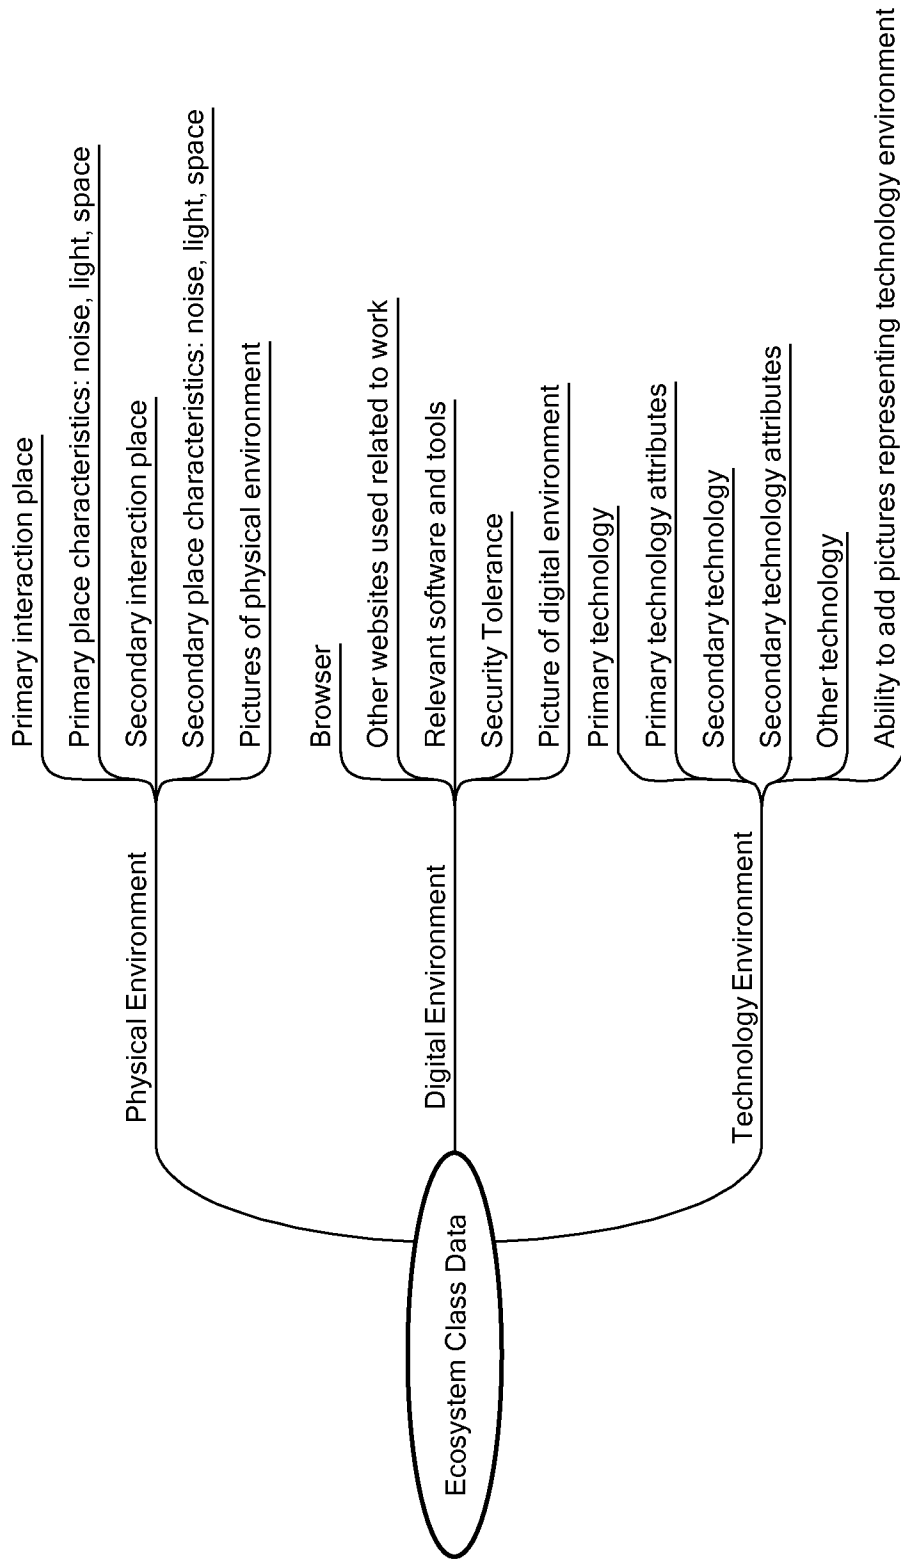 Ecosystem Class Data
Physical Environment
Primary interaction place
Primary place characteristics: noise, light, space
Secondary interaction place
Secondary place characteristics: noise, light, space
Pictures of physical environment
Digital Environment
Browser
Other websites used related to work
Relevant software and tools
Security Tolerance
Picture of digital environment
Technology Environment
Primary technology
Primary technology attributes
Secondary technology
Secondary technology attributes
Other technology
Ability to add pictures representing technology environment